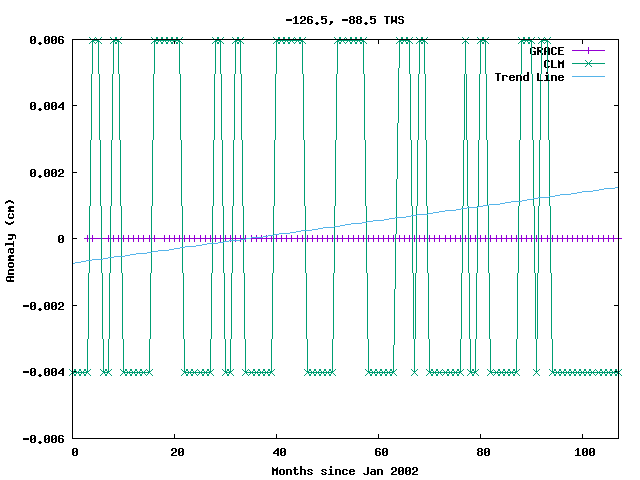 -126.5, -88.5 TWS
GRACE
CLM
Trend Line
0.006
0.004
0.002
0
-0.002
-0.004
-0.006
Anomaly (cm)
0 20 40 60 80 100
Months since Jan 2002